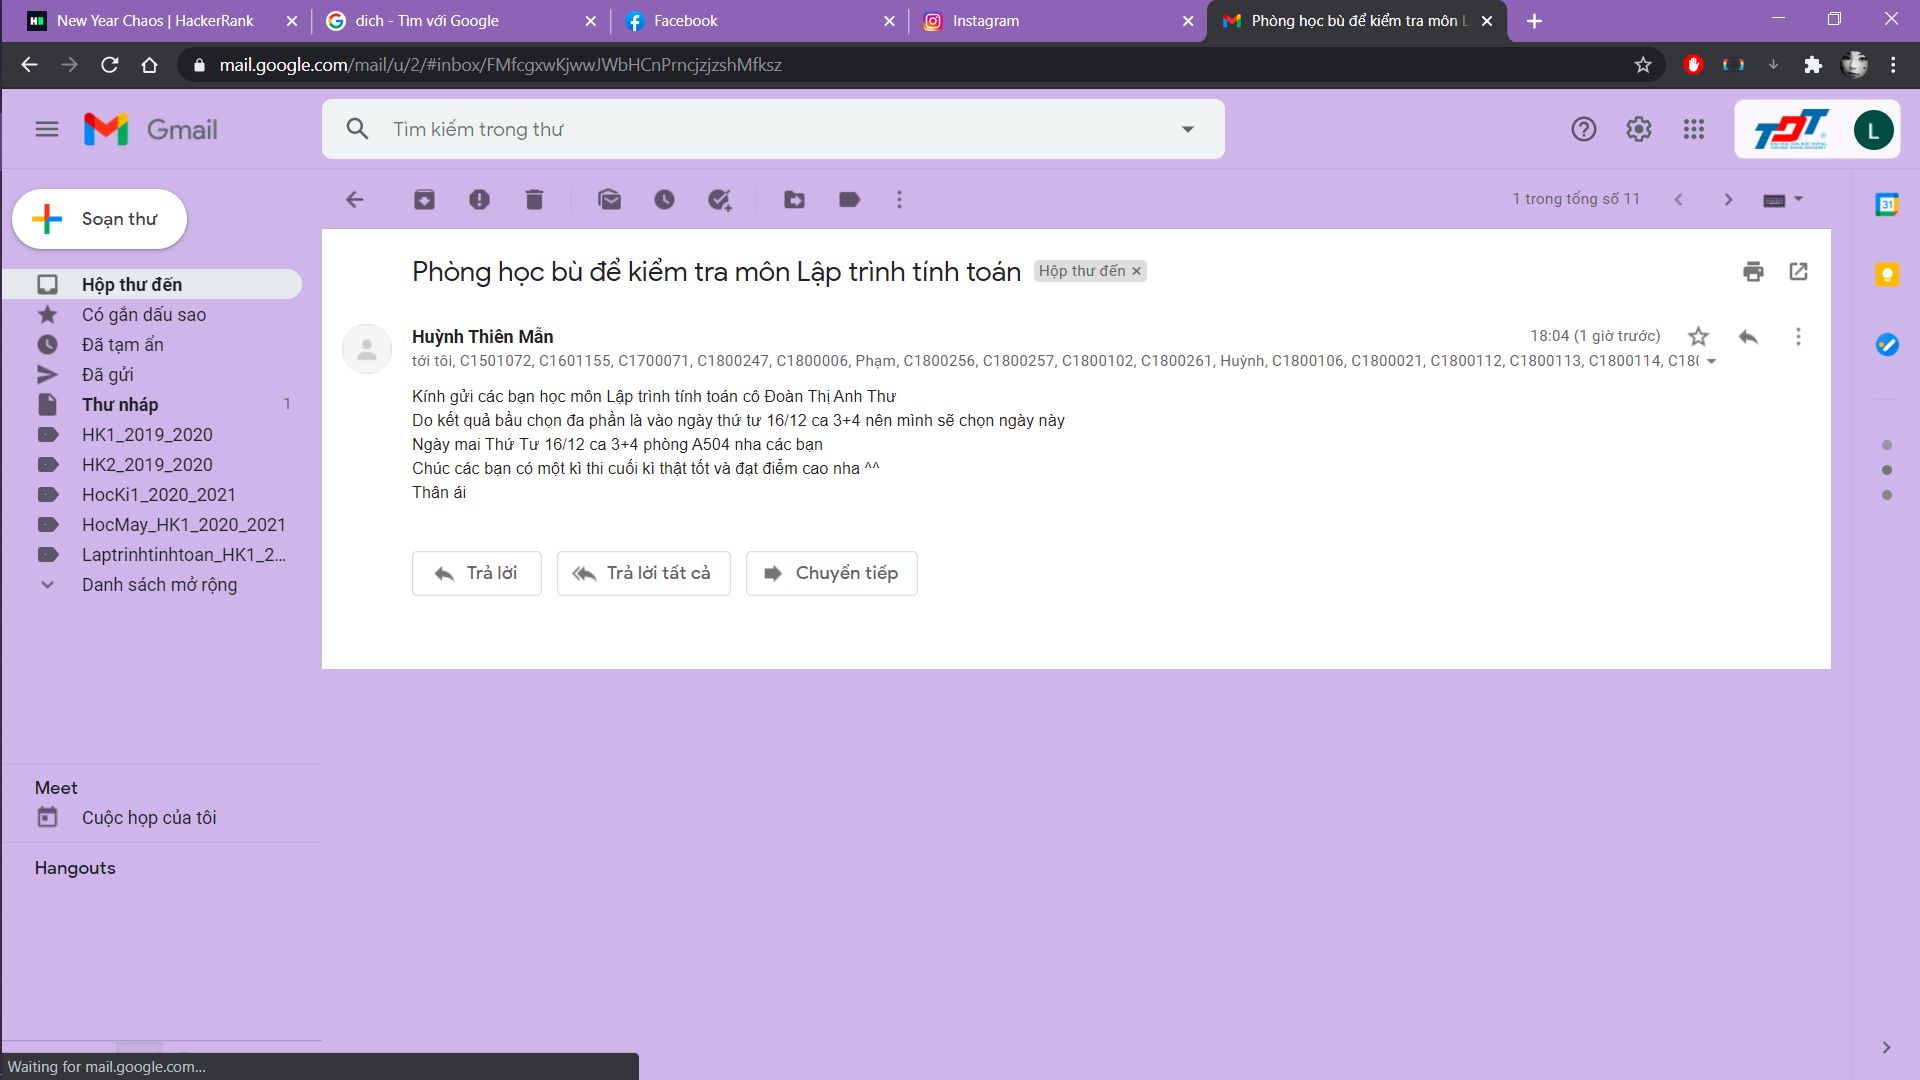 New Year Chaos | HackerRank
dich - Tìm với Google
Facebook
Instagram
Phòng học bù để kiểm tra môn L
mail.google.com/mail/u/2/#inbox/FMfcgxwKjwwJWbHCnPrncjzjzshMfksz
Gmail
Tìm kiếm trong thư
TDT
L
Soạn thư
1 trong tổng số 11
31
Hộp thư đến
Có gắn dấu sao
Đã tạm ẩn
Đã gửi
Thư nháp 1
HK1_2019_2020
HK2_2019_2020
HocKi1_2020_2021
HocMay_HK1_2020_2021
Laptrinhtinhtoan_HK1_2...
Danh sách mở rộng
Meet
Cuộc họp của tôi
Hangouts
Phòng học bù để kiểm tra môn Lập trình tính toán Hộp thư đến ×
Huỳnh Thiên Mẫn 18:04 (1 giờ trước)
tới tôi, C1501072, C1601155, C1700071, C1800247, C1800006, Phạm, C1800256, C1800257, C1800102, C1800261, Huỳnh, C1800106, C1800021, C1800112, C1800113, C1800114, C180
Kính gửi các bạn học môn Lập trình tính toán cô Đoàn Thị Anh Thư
Do kết quả bầu chọn đa phần là vào ngày thứ tư 16/12 ca 3+4 nên mình sẽ chọn ngày này
Ngày mai Thứ Tư 16/12 ca 3+4 phòng A504 nha các bạn
Chúc các bạn có một kì thi cuối kì thật tốt và đạt điểm cao nha ^^
Thân ái
Trả lời
Trả lời tất cả
Chuyển tiếp
Waiting for mail.google.com...